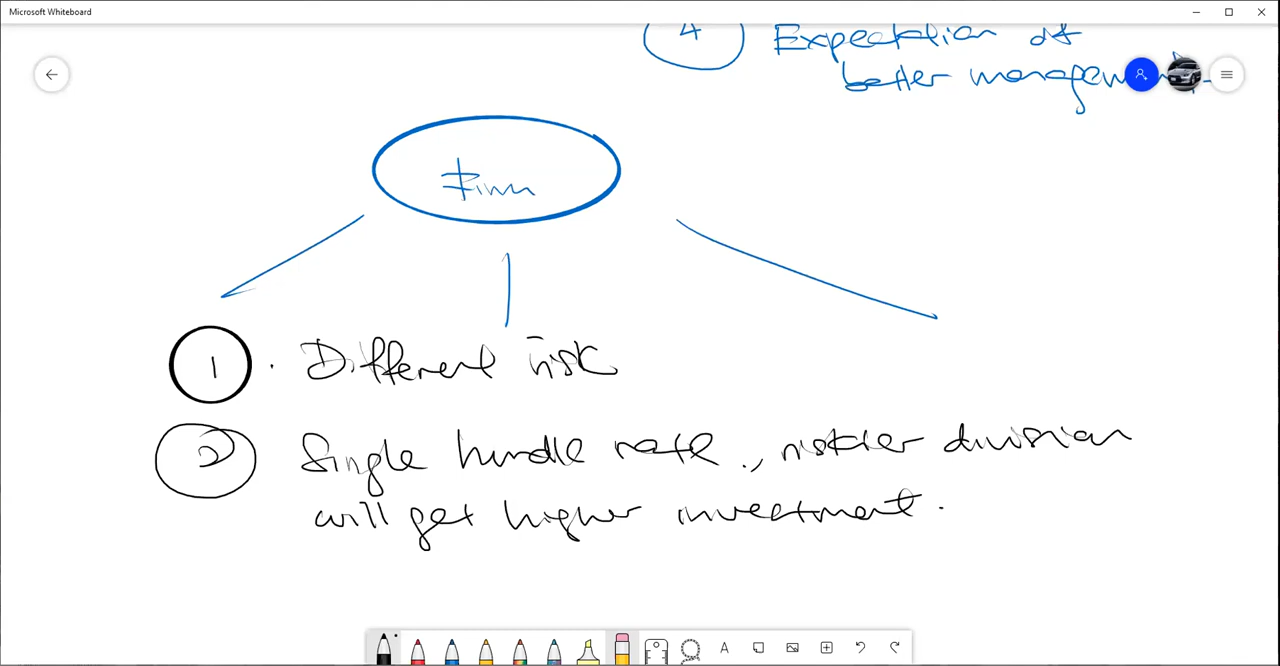 Microsoft Whiteboard
4 Expectation of
better management
Firm
1 . Different risk
2 Single hurdle rate., riskier division
will get higher investment.
A